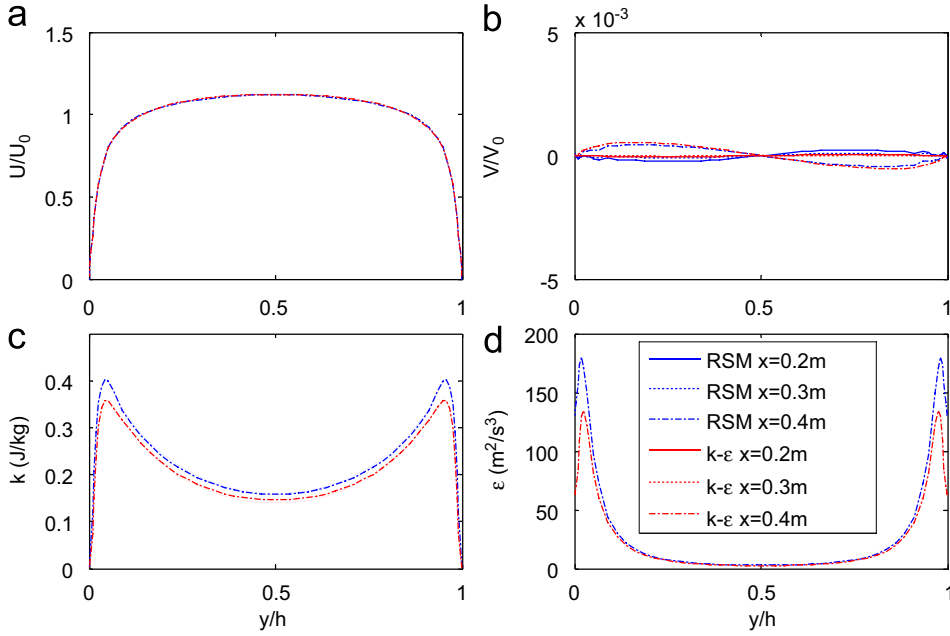 a
1.5
1
0.5
0
U/U0
0
0.5
1
b
x 10-3
5
0
-5
V/V0
0
0.5
1
c
0.4
0.3
0.2
0.1
0
k (J/kg)
0
0.5
1
y/h
d
200
150
100
50
0
ε (m2/s3)
RSM x=0.2m
RSM x=0.3m
RSM x=0.4m
k-ε x=0.2m
k-ε x=0.3m
k-ε x=0.4m
0
0.5
1
y/h